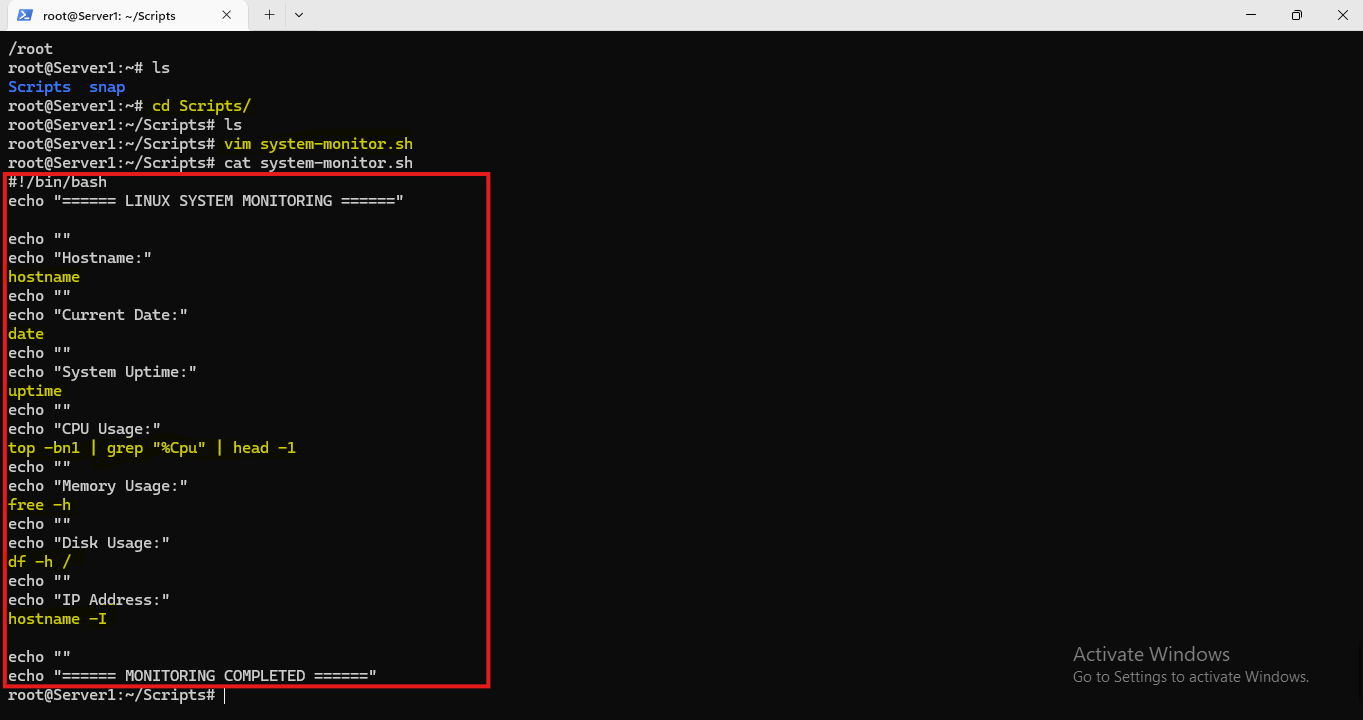 root@Server1: ~/Scripts
/root
root@Server1:~# ls
Scripts  snap
root@Server1:~# cd Scripts/
root@Server1:~/Scripts# ls
root@Server1:~/Scripts# vim system-monitor.sh
root@Server1:~/Scripts# cat system-monitor.sh
#!/bin/bash
echo "====== LINUX SYSTEM MONITORING ======"
echo ""
echo "Hostname:"
hostname
echo ""
echo "Current Date:"
date
echo ""
echo "System Uptime:"
uptime
echo ""
echo "CPU Usage:"
top -bn1 | grep "%Cpu" | head -1
echo ""
echo "Memory Usage:"
free -h
echo ""
echo "Disk Usage:"
df -h /
echo ""
echo "IP Address:"
hostname -I
echo ""
echo "====== MONITORING COMPLETED ======"
root@Server1:~/Scripts#
Activate Windows
Go to Settings to activate Windows.